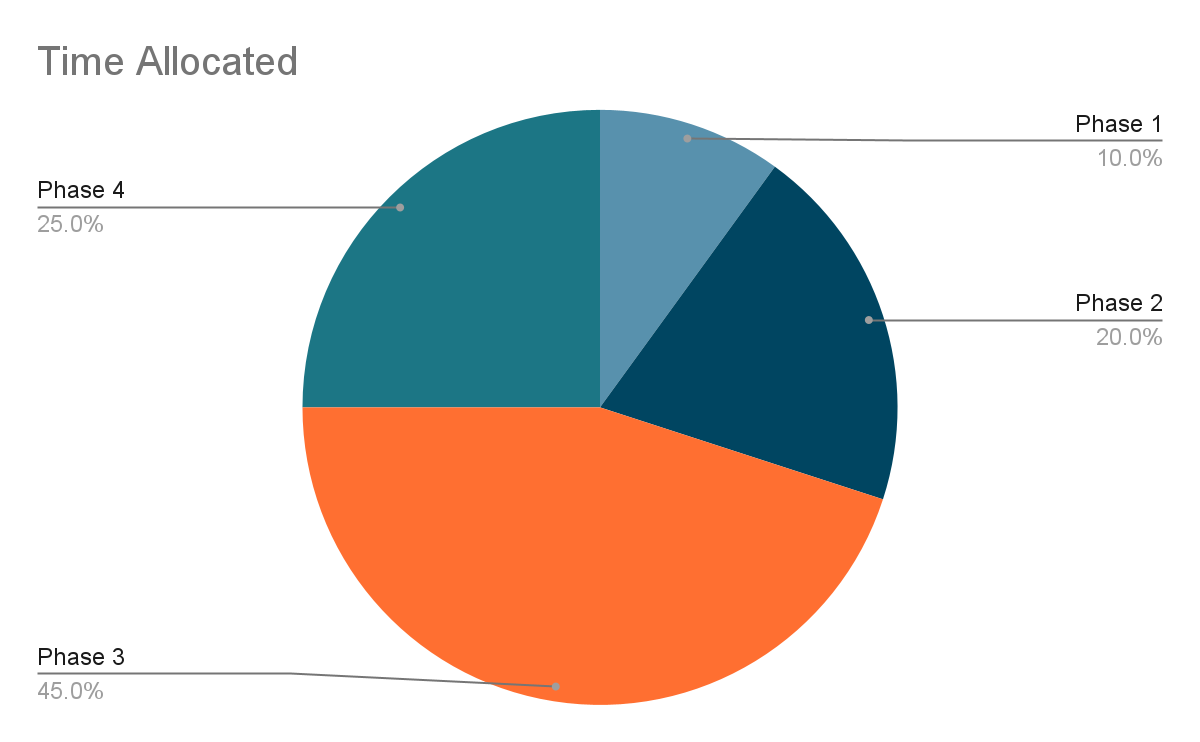 Time Allocated
Phase 1
10.0%
Phase 4
25.0%
Phase 2
20.0%
Phase 3
45.0%